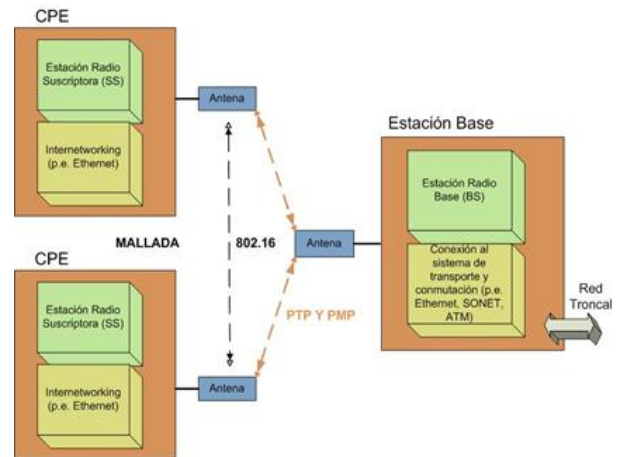 CPE
Estación Radio
Suscriptora (SS)
Internetworking
(p.e. Ethernet)
Antena
MALLADA
802.16
CPE
Estación Radio
Suscriptora (SS)
Internetworking
(p.e. Ethernet)
Antena
Antena
PTP Y PMP
Estación Base
Estación Radio
Base (BS)
Conexión al
sistema de
transporte y
conmutación (p.e.
Ethernet, SONET,
ATM)
Red
Troncal